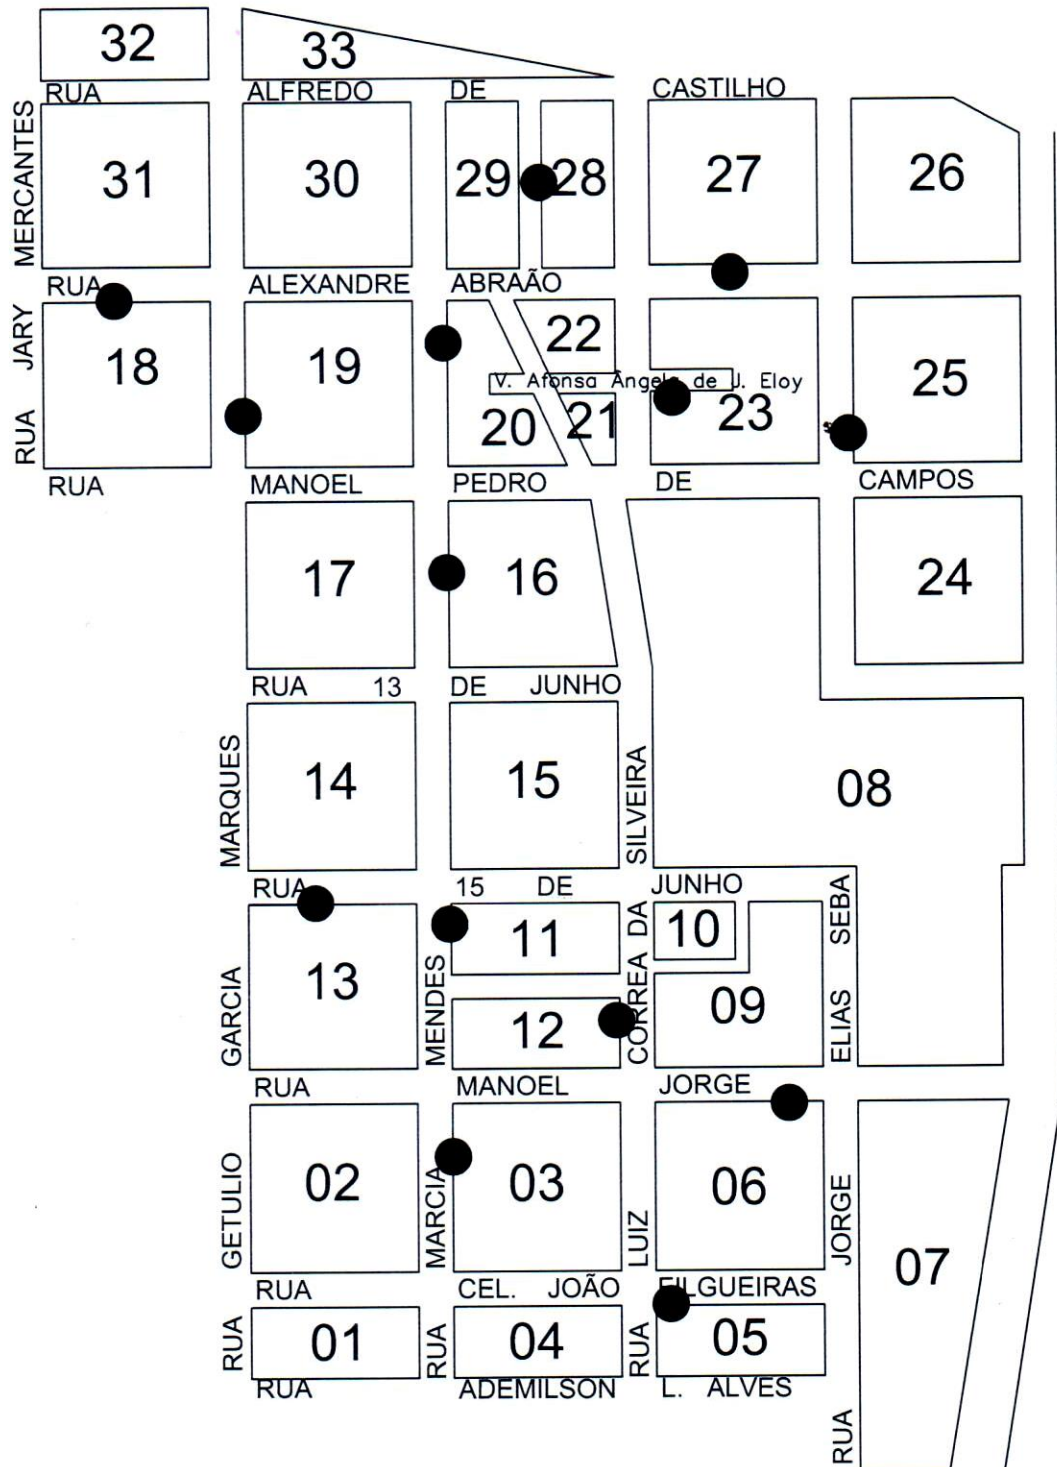 32
33
RUA ALFREDO DE CASTILHO
31
30
29
28
27
26
RUA JARY MERCANTES
RUA ALEXANDRE ABRAÃO
18
19
20
22
V. Afonsa Ângela de J. Eloy
21
23
25
RUA MANOEL PEDRO DE CAMPOS
17
16
24
RUA 13 DE JUNHO
14
15
08
RUA 15 DE JUNHO
13
11
10
12
09
RUA MANOEL JORGE
02
03
06
07
RUA CEL. JOÃO FILGUEIRAS
01
04
05
RUA ADEMILSON L. ALVES
RUA GETULIO GARCIA MARQUES
RUA MARCIA MENDES
RUA LUIZ CORREA DA SILVEIRA
RUA JORGE ELIAS SEBA